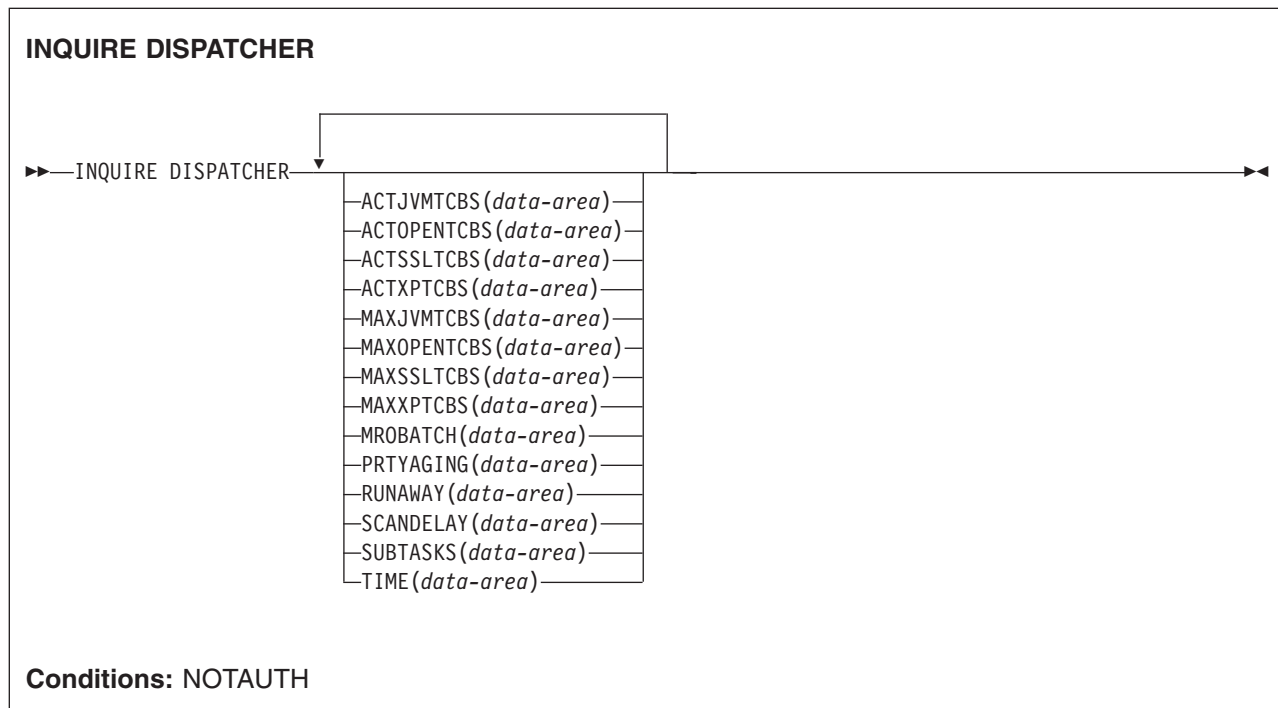 INQUIRE DISPATCHER
INQUIRE DISPATCHER
ACTJVMTCBS(data-area)
ACTOPENTCBS(data-area)
ACTSSLTCBS(data-area)
ACTXPTCBS(data-area)
MAXJVMTCBS(data-area)
MAXOPENTCBS(data-area)
MAXSSLTCBS(data-area)
MAXXPTCBS(data-area)
MROBATCH(data-area)
PRTYAGING(data-area)
RUNAWAY(data-area)
SCANDELAY(data-area)
SUBTASKS(data-area)
TIME(data-area)
Conditions: NOTAUTH